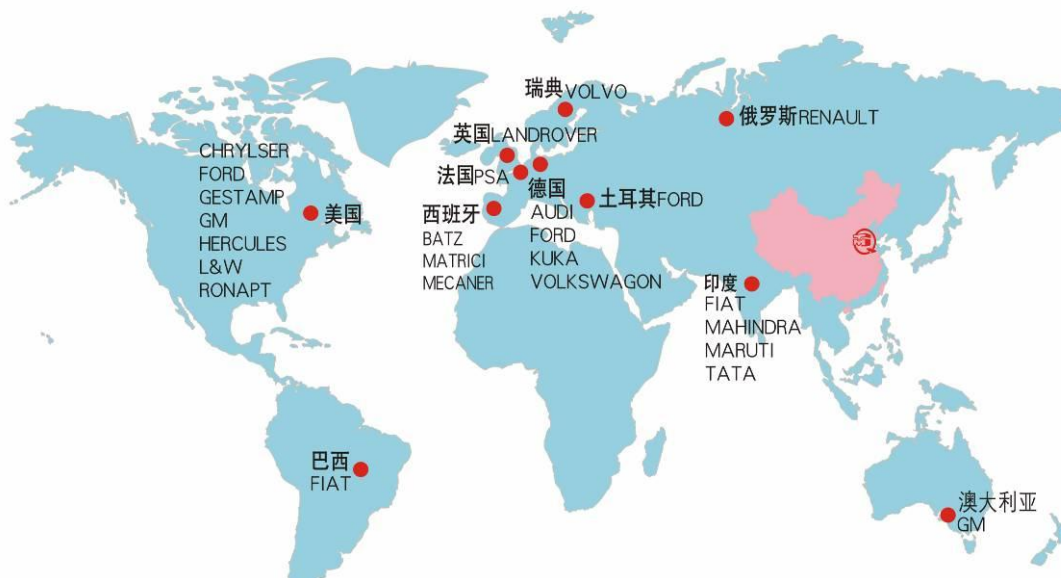 瑞典VOLVO
俄罗斯RENAULT
英国LANDROVER
法国PSA
德国
AUDI
FORD
KUKA
VOLKSWAGON
土耳其FORD
西班牙
BATZ
MATRICI
MECANER
CHRYLSER
FORD
GESTAMP
GM
HERCULES
L&W
RONAPT
美国
印度
FIAT
MAHINDRA
MARUTI
TATA
巴西
FIAT
澳大利亚
GM